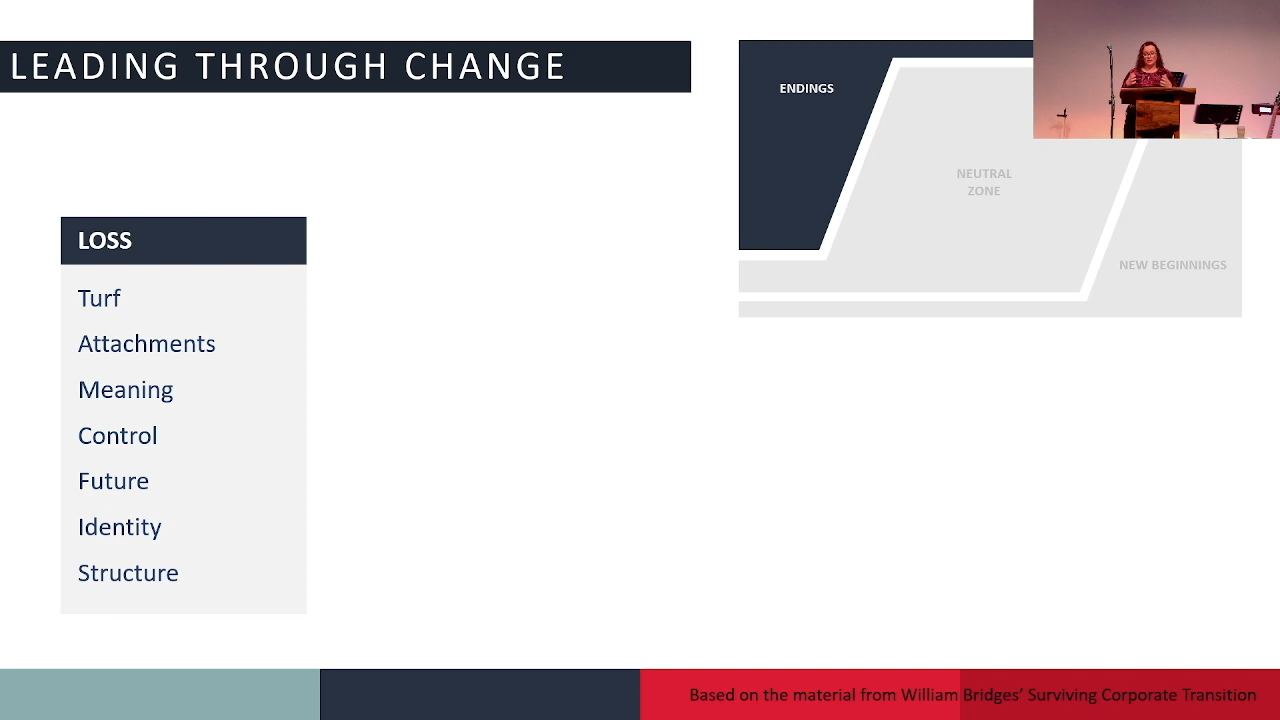 LEADING THROUGH CHANGE
ENDINGS
NEUTRAL
ZONE
NEW BEGINNINGS
LOSS
Turf
Attachments
Meaning
Control
Future
Identity
Structure
Based on the material from William Bridges’ Surviving Corporate Transition